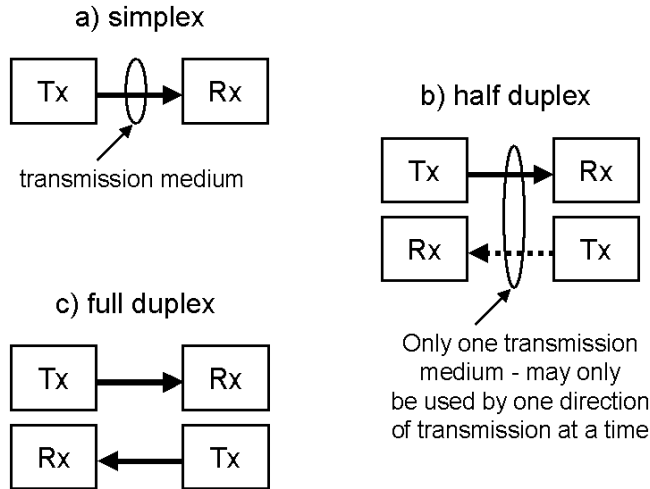 a) simplex
Tx
Rx
transmission medium
b) half duplex
Tx
Rx
Rx
Tx
Only one transmission
medium - may only
be used by one direction
of transmission at a time
c) full duplex
Tx
Rx
Rx
Tx